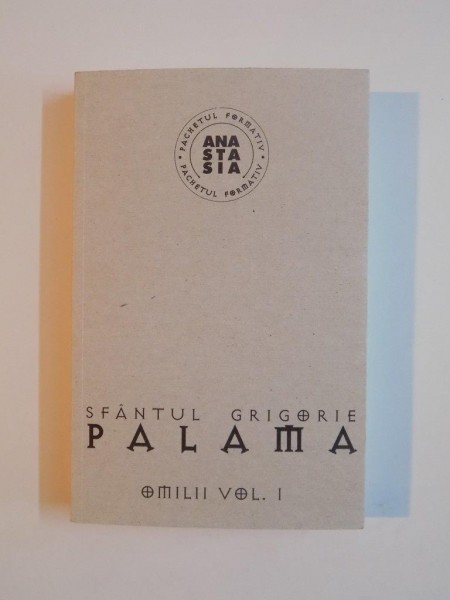 PACHETUL FORMATIV
ANA
STA
SIA
PACHETUL FORMATIV
SFÂNTUL GRIGORIE
PALAMA
OMILII VOL. I